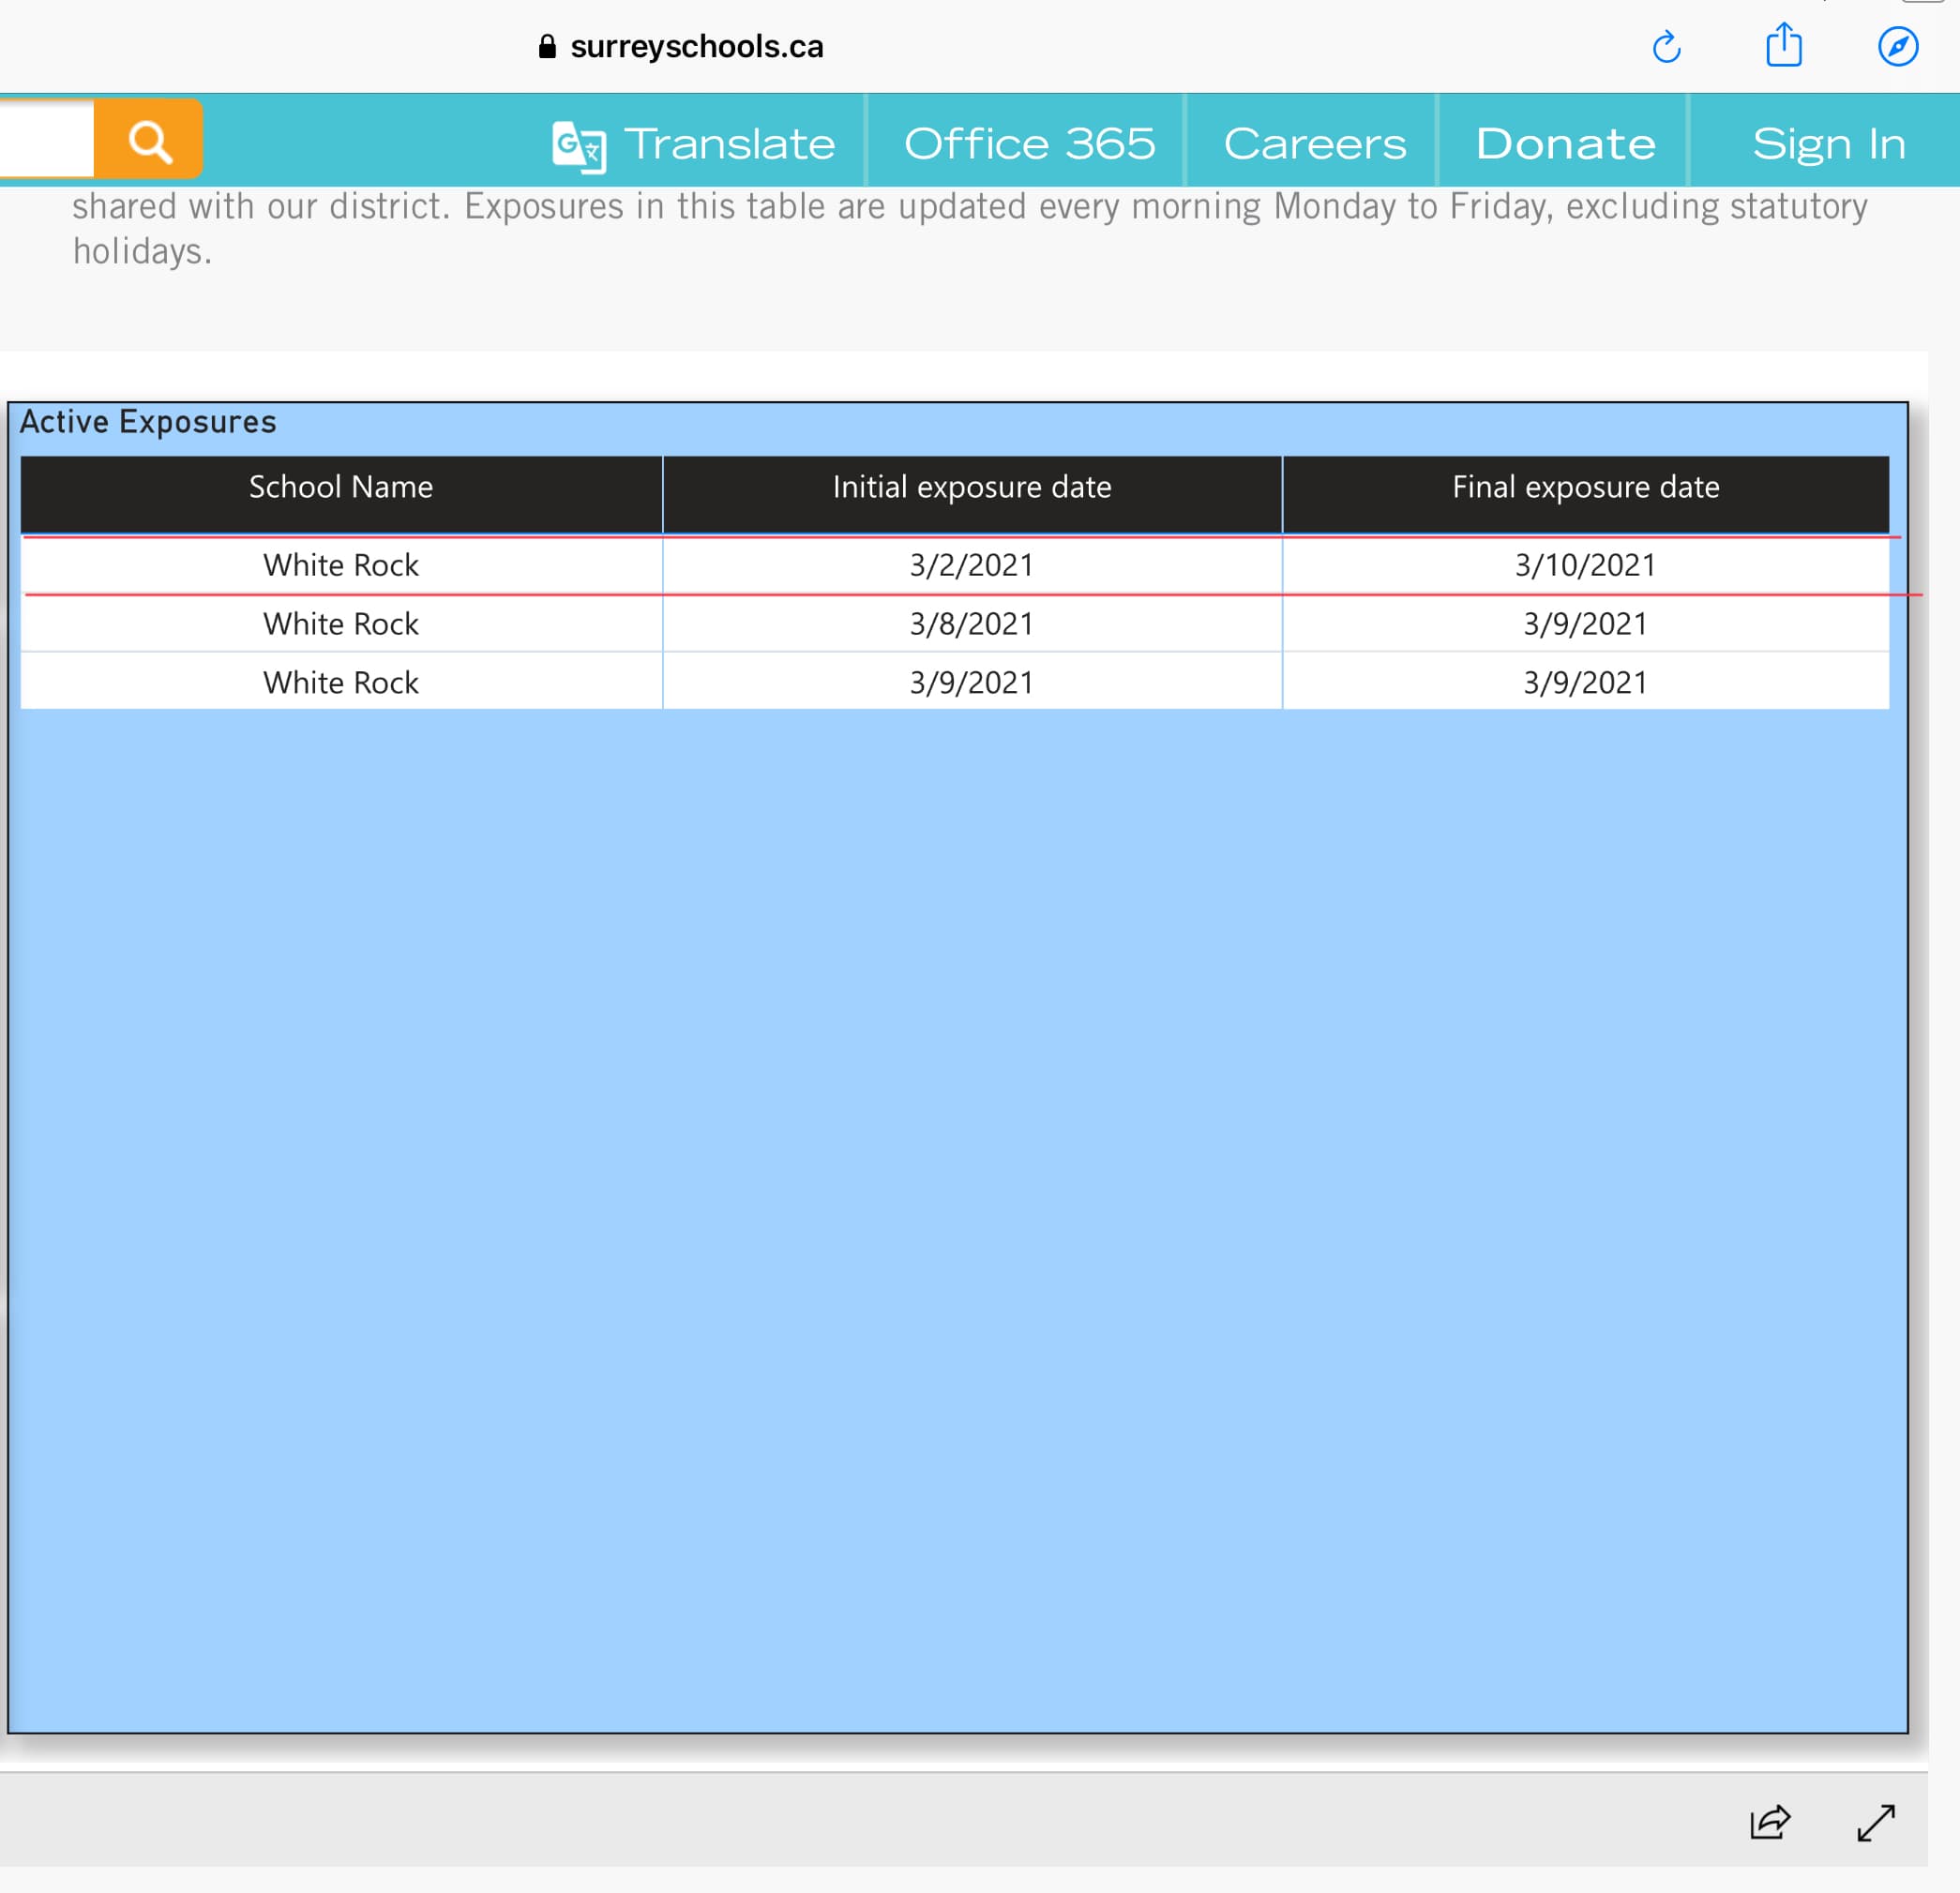 surreyschools.ca
Translate Office 365 Careers Donate Sign In
shared with our district. Exposures in this table are updated every morning Monday to Friday, excluding statutory
holidays.
Active Exposures
School Name Initial exposure date Final exposure date
White Rock 3/2/2021 3/10/2021
White Rock 3/8/2021 3/9/2021
White Rock 3/9/2021 3/9/2021